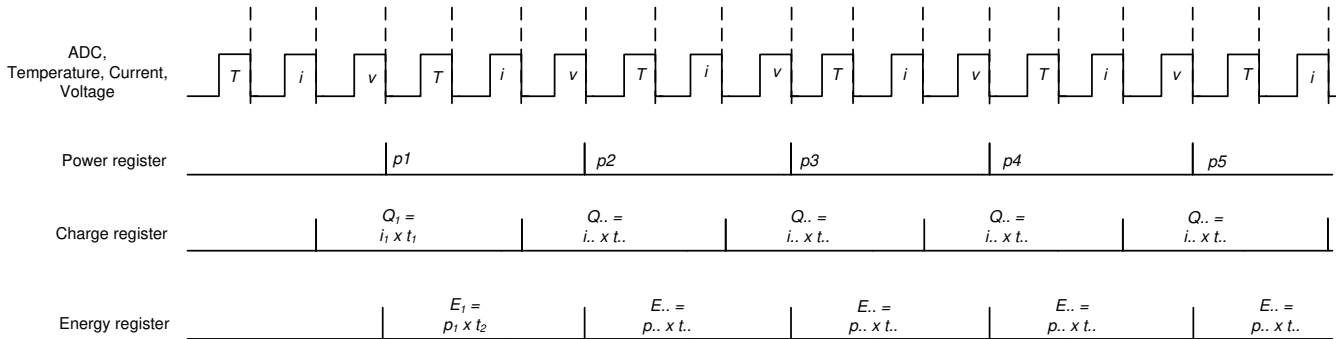 ADC,
Temperature, Current,
Voltage
T i v T i v T i v T i v T i v T i
Power register
p1 p2 p3 p4 p5
Charge register
Q1 = Q.. = Q.. = Q.. = Q.. =
i1 x t1 i.. x t.. i.. x t.. i.. x t.. i.. x t..
Energy register
E1 = E.. = E.. = E.. = E.. =
p1 x t2 p.. x t.. p.. x t.. p.. x t.. p.. x t..